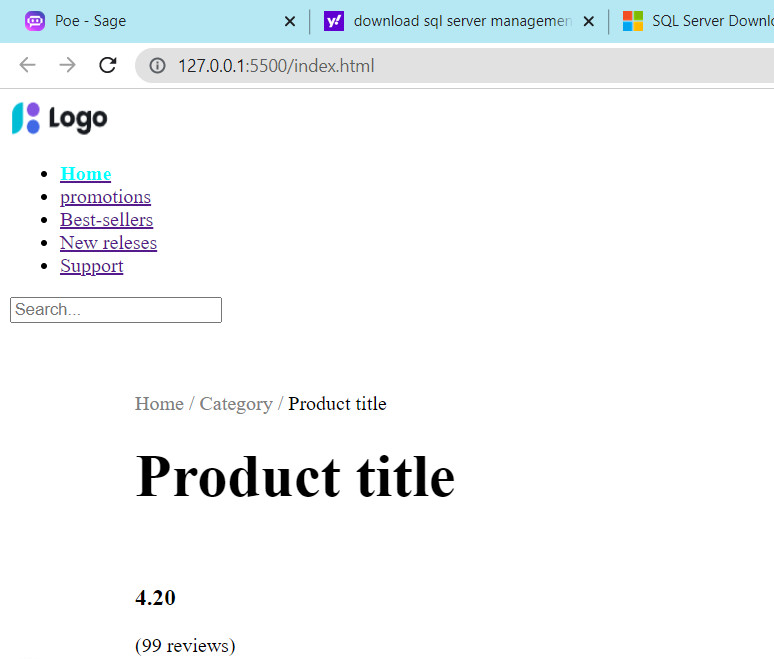 Poe - Sage
download sql server managemen
SQL Server Downlo
127.0.0.1:5500/index.html
Logo
Home
promotions
Best-sellers
New releses
Support
Search...
Home / Category / Product title
Product title
4.20
(99 reviews)